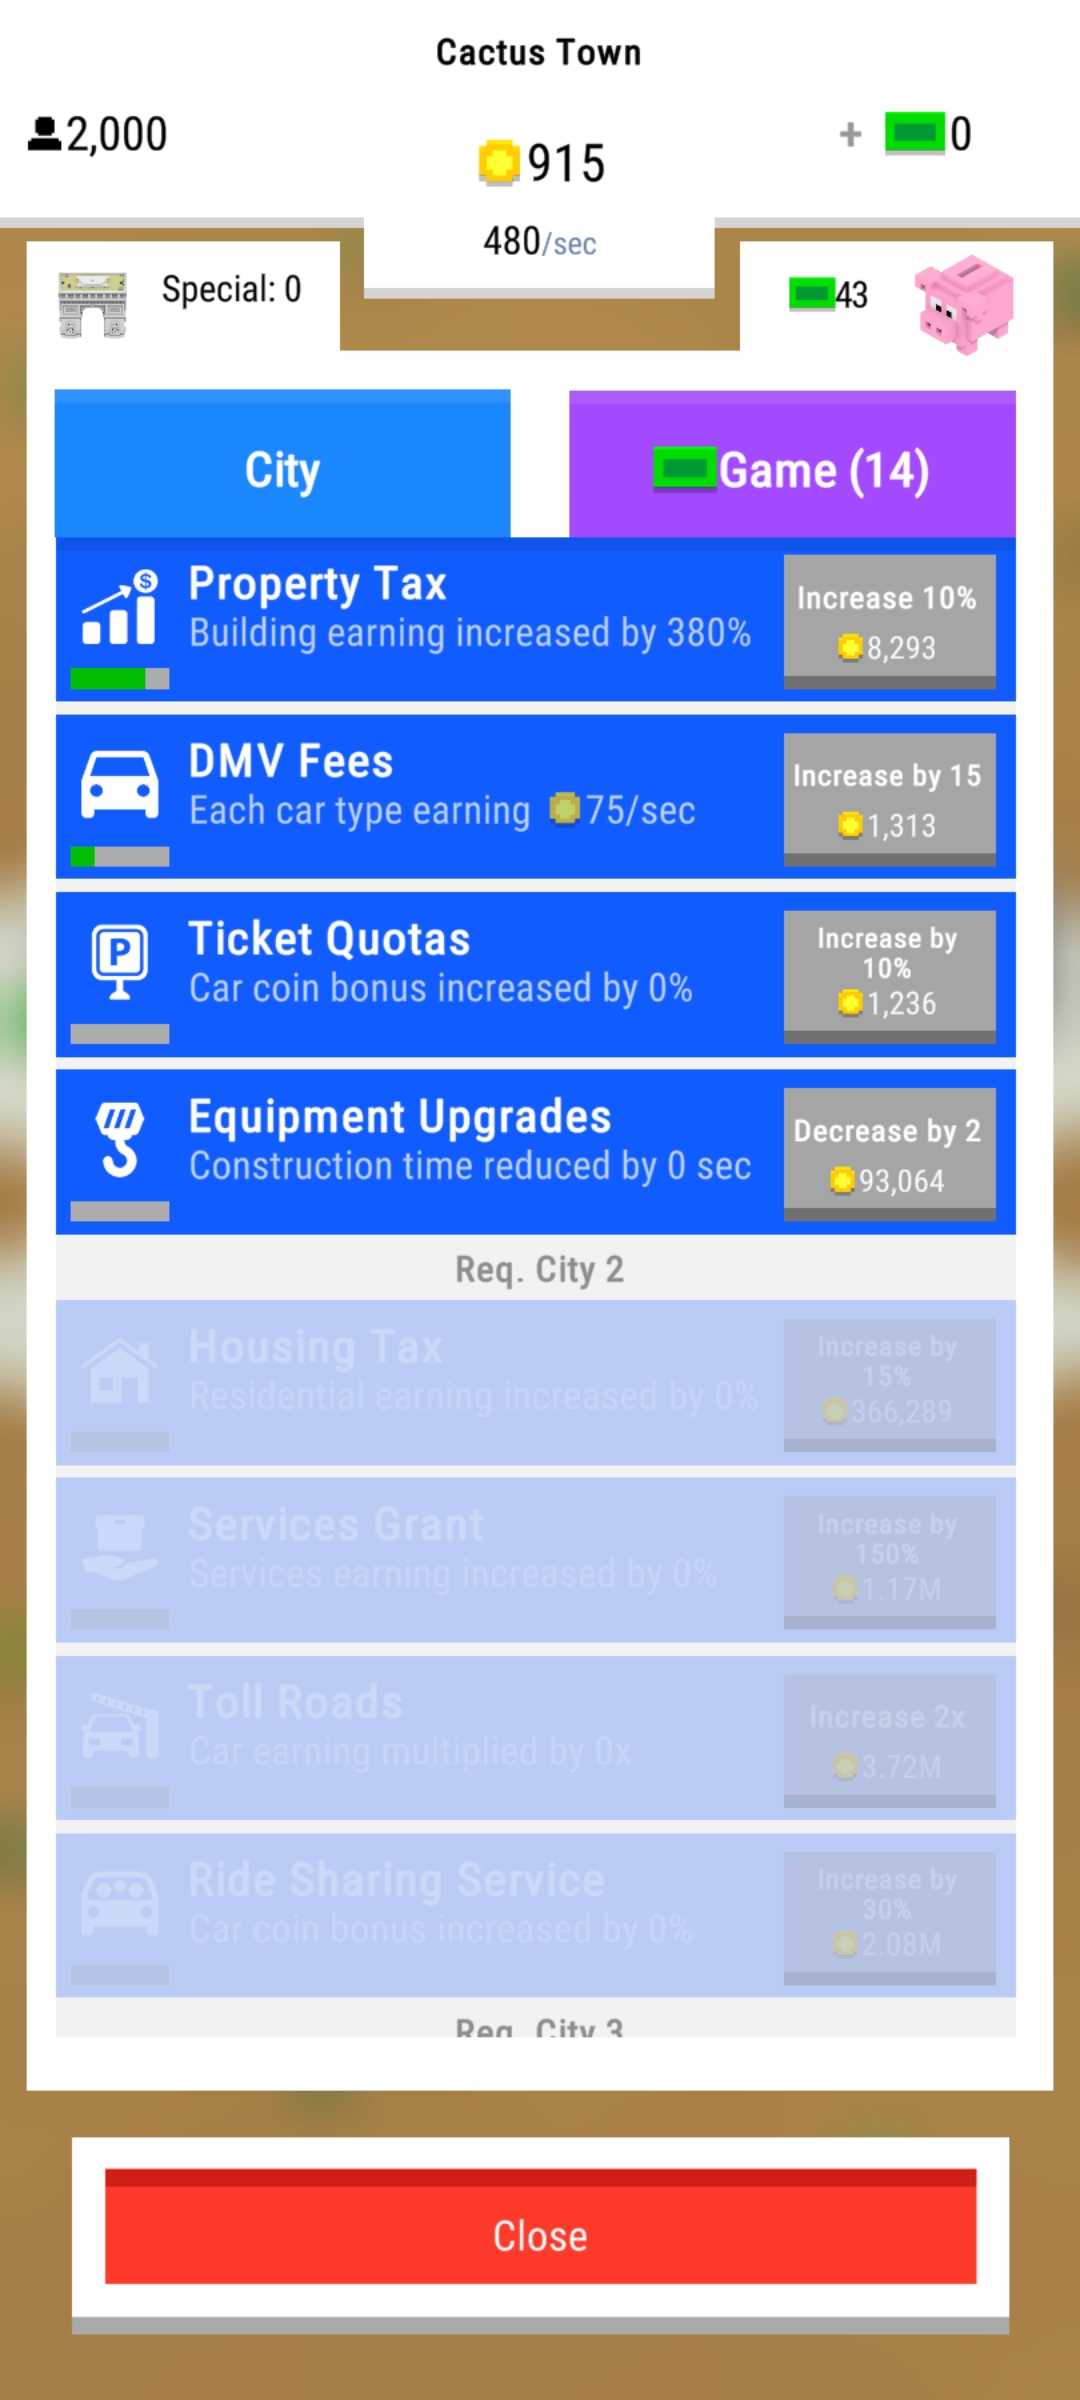 Cactus Town
2,000
+ 0
915
480/sec
Special: 0
43
City
Game (14)
$
Property Tax
Building earning increased by 380%
Increase 10%
8,293
DMV Fees
Each car type earning 75/sec
Increase by 15
1,313
P
Ticket Quotas
Car coin bonus increased by 0%
Increase by
10%
1,236
Equipment Upgrades
Construction time reduced by 0 sec
Decrease by 2
93,064
Req. City 2
Housing Tax
Residential earning increased by 0%
Increase by
15%
366,289
Services Grant
Services earning increased by 0%
Increase by
150%
1.17M
Toll Roads
Car earning multiplied by 0x
Increase 2x
3.72M
Ride Sharing Service
Car coin bonus increased by 0%
Increase by
30%
2.08M
Req. City 3
Close